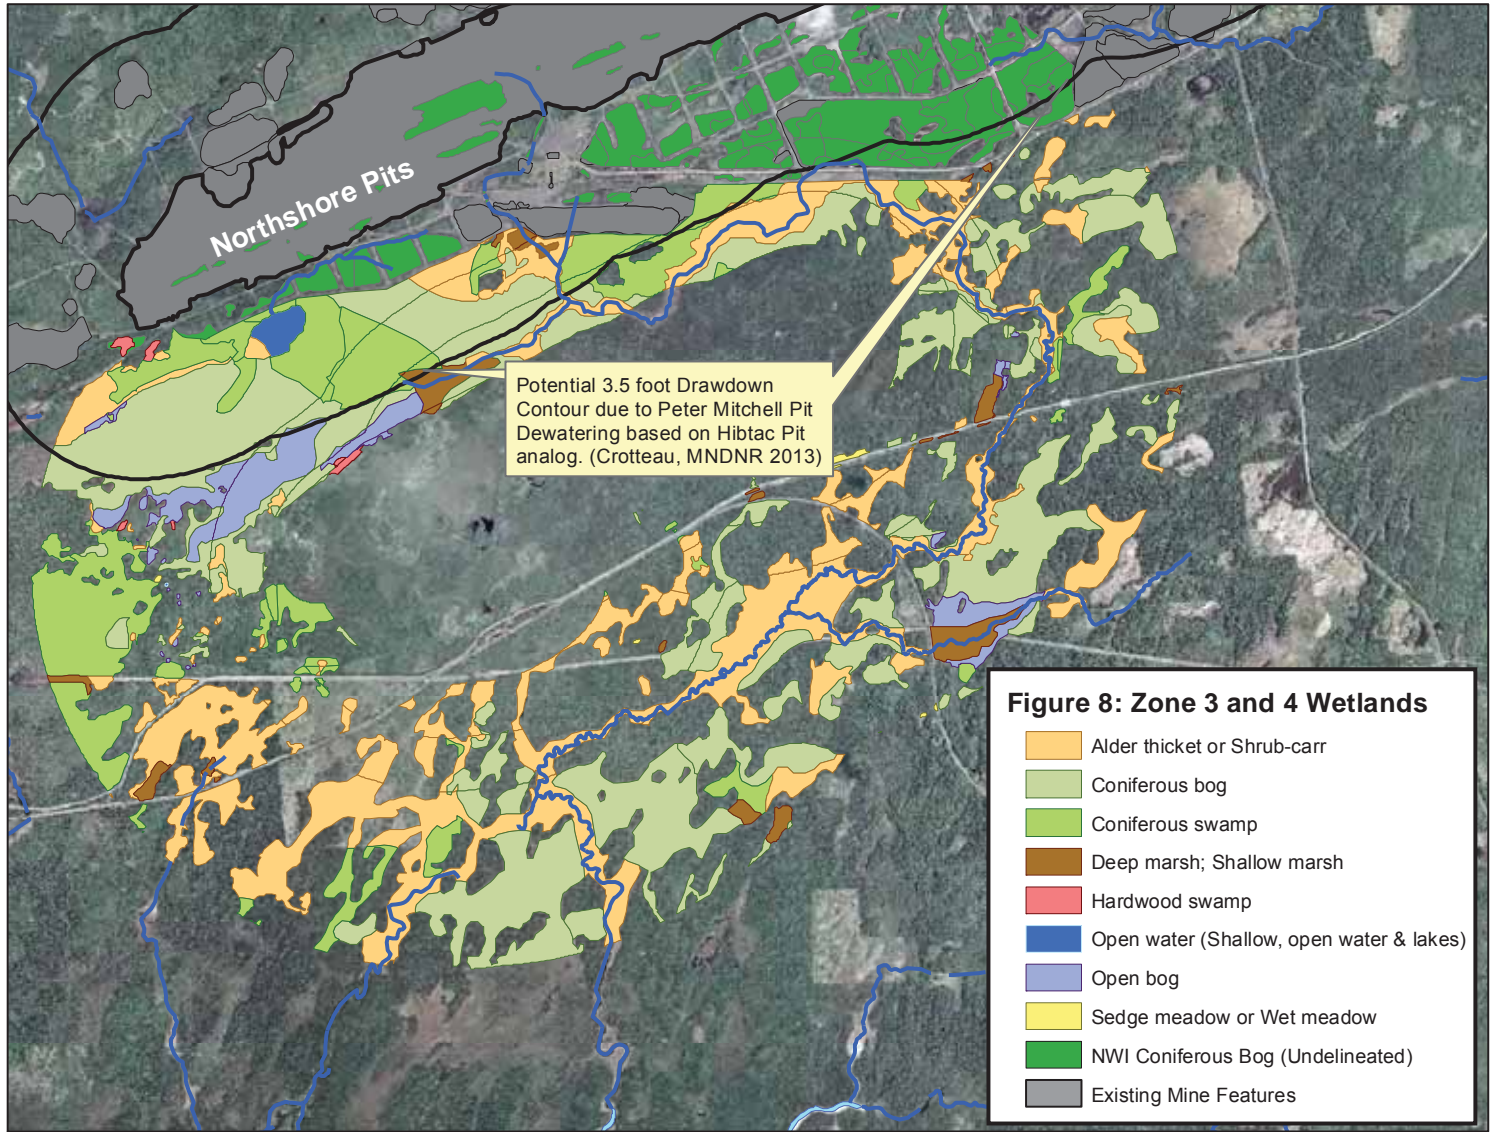 Northshore Pits
Potential 3.5 foot Drawdown
Contour due to Peter Mitchell Pit
Dewatering based on Hibtac Pit
analog. (Crotteau, MNDNR 2013)
Figure 8: Zone 3 and 4 Wetlands
Alder thicket or Shrub-carr
Coniferous bog
Coniferous swamp
Deep marsh; Shallow marsh
Hardwood swamp
Open water (Shallow, open water & lakes)
Open bog
Sedge meadow or Wet meadow
NWI Coniferous Bog (Undelineated)
Existing Mine Features